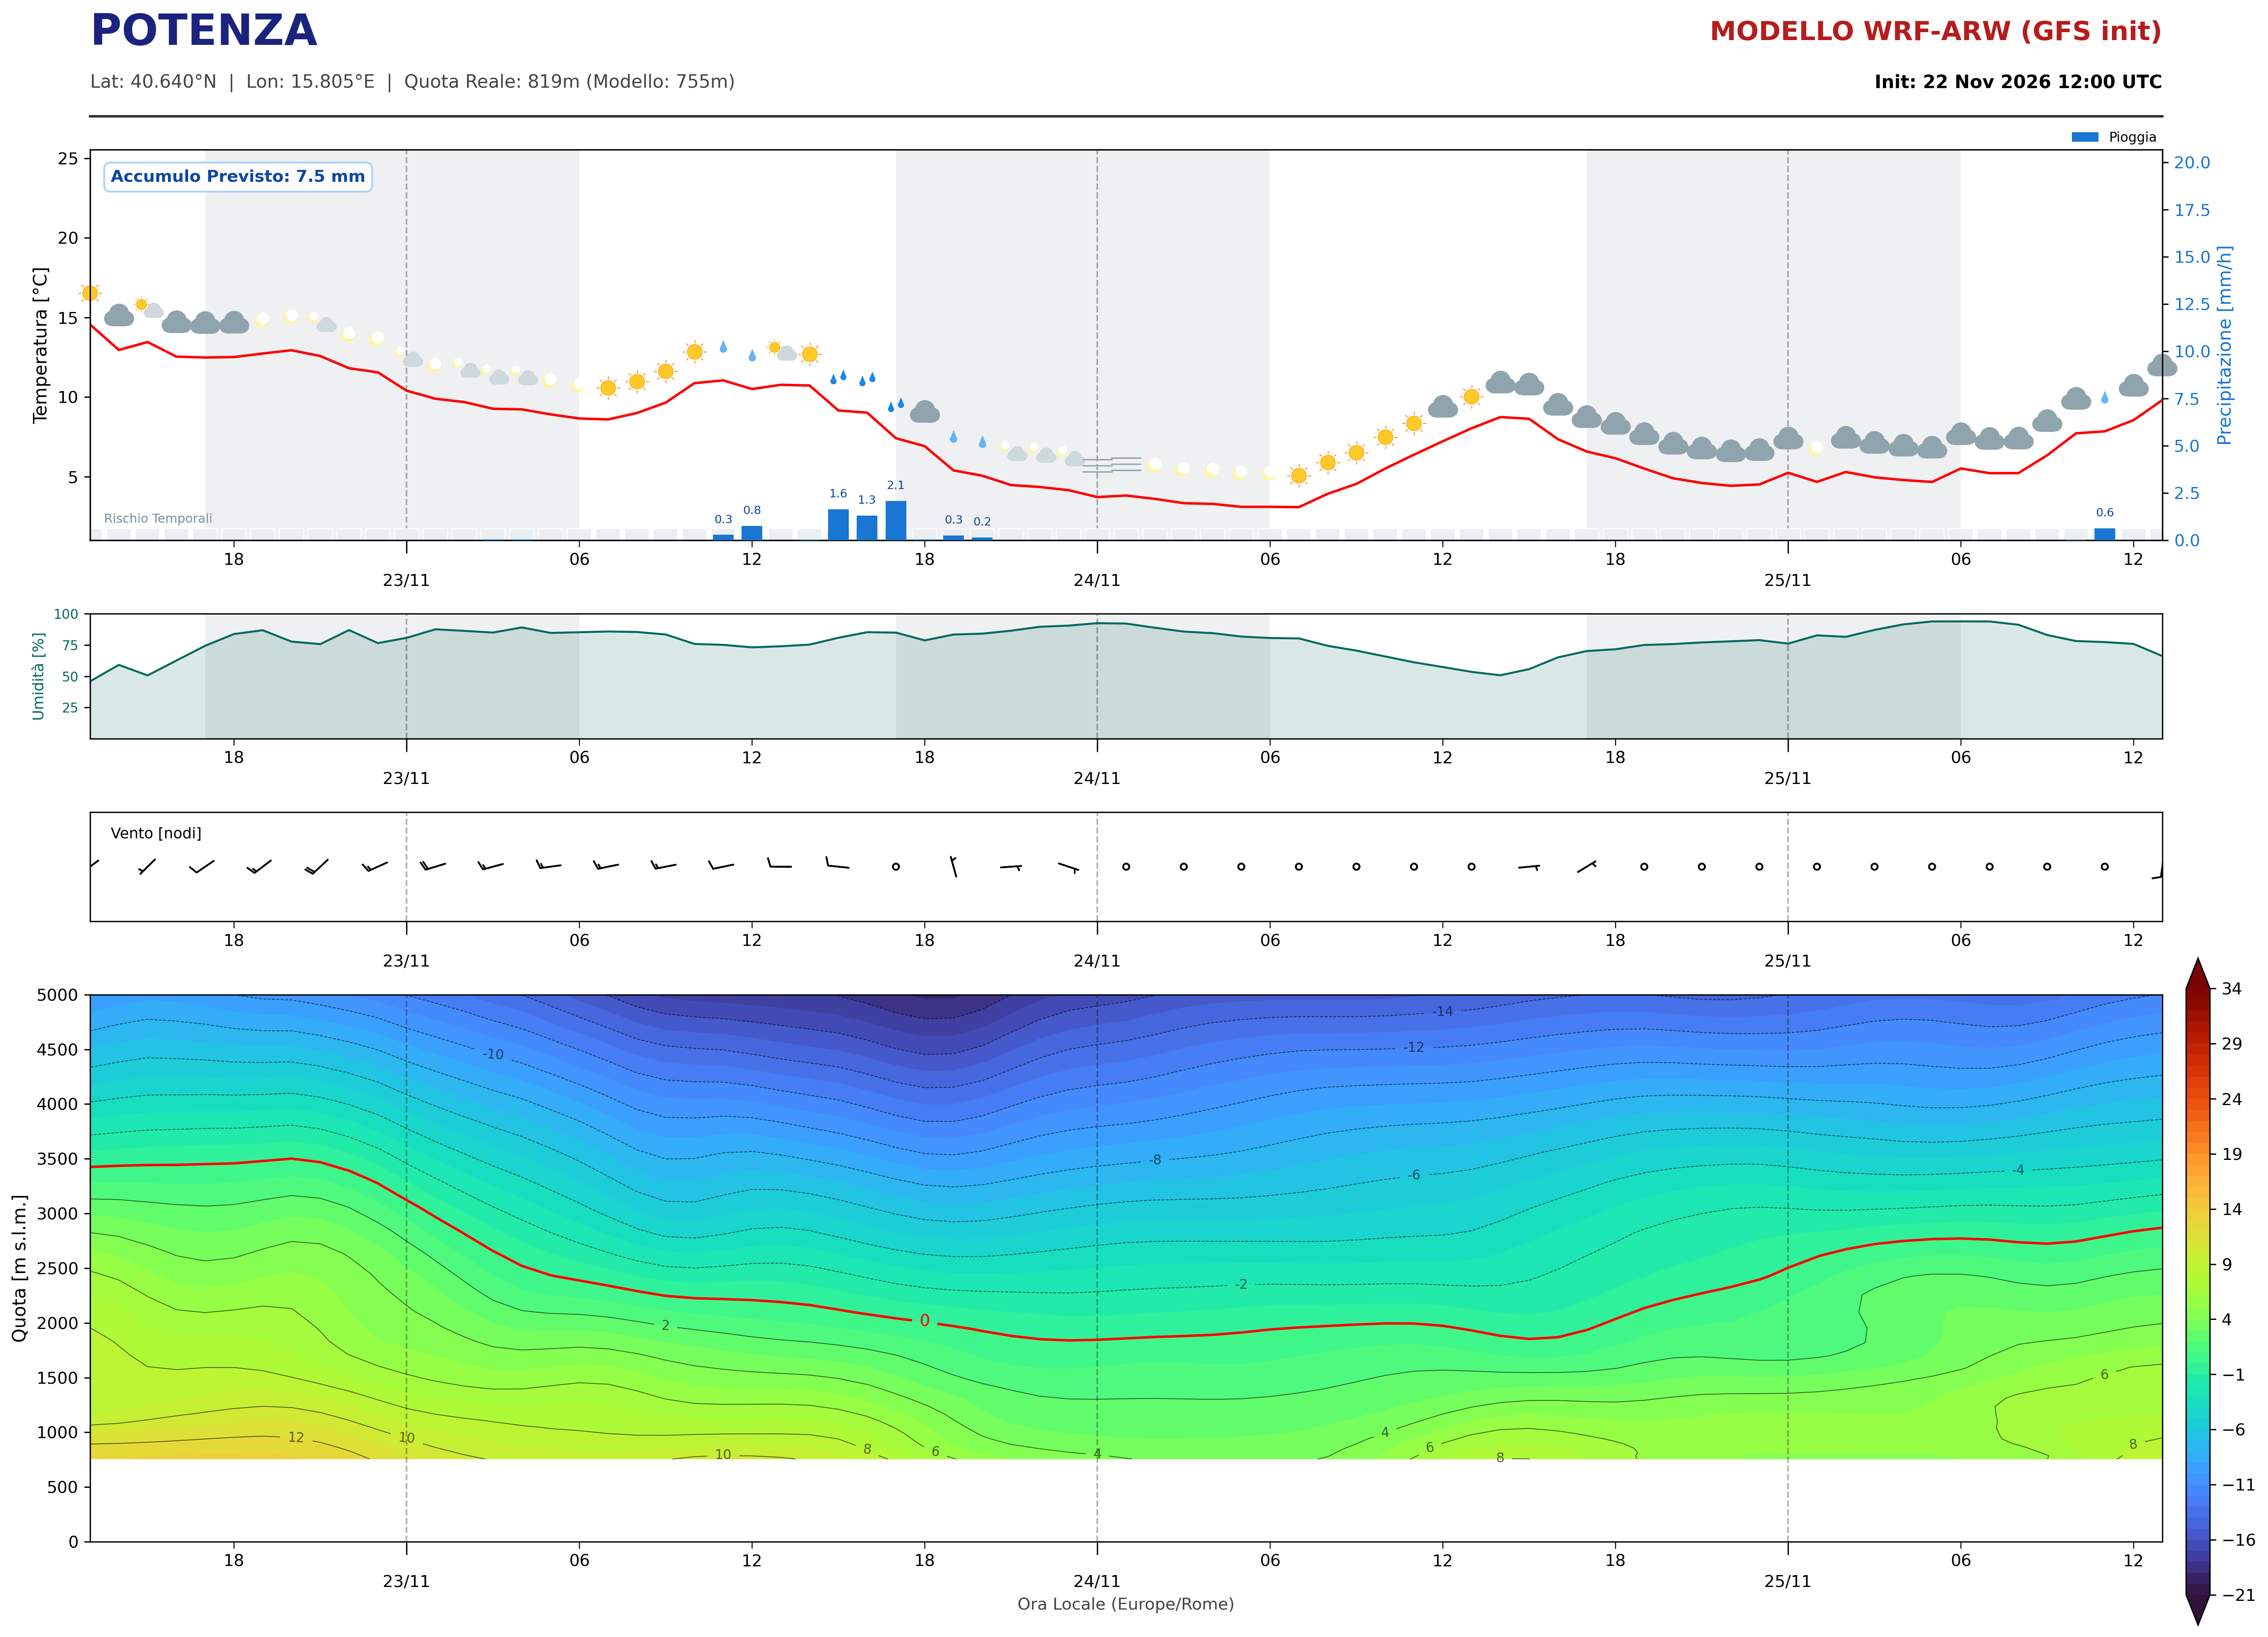 POTENZA
MODELLO WRF-ARW (GFS init)
Lat: 40.640°N | Lon: 15.805°E | Quota Reale: 819m (Modello: 755m)
Init: 22 Nov 2026 12:00 UTC
Pioggia
Accumulo Previsto: 7.5 mm
Temperatura [°C]
25
20
15
10
5
Precipitazione [mm/h]
20.0
17.5
15.0
12.5
10.0
7.5
5.0
2.5
0.0
Rischio Temporali
0.3 0.8 1.6 1.3 2.1 0.3 0.2 0.6
18 06 12 18 06 12 18 06 12
23/11 24/11 25/11
Umidità [%]
100
75
50
25
18 06 12 18 06 12 18 06 12
23/11 24/11 25/11
Vento [nodi]
18 06 12 18 06 12 18 06 12
23/11 24/11 25/11
Quota [m s.l.m.]
5000
4500
4000
3500
3000
2500
2000
1500
1000
500
0
-14
-10 -12
-8 -6 -4
-2
2 0
6
12 10 10 8 6 4 4 6 8 8
34
29
24
19
14
9
4
−1
−6
−11
−16
−21
18 06 12 18 06 12 18 06 12
23/11 24/11 25/11
Ora Locale (Europe/Rome)